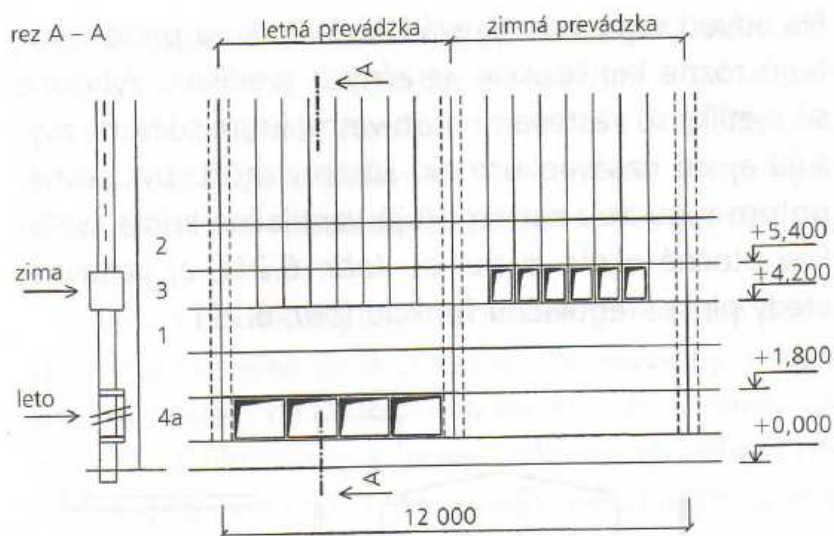 rez A – A
letná prevádzka
zimná prevádzka
A
2
zima
3
1
leto
4a
+5,400
+4,200
+1,800
+0,000
A
12 000